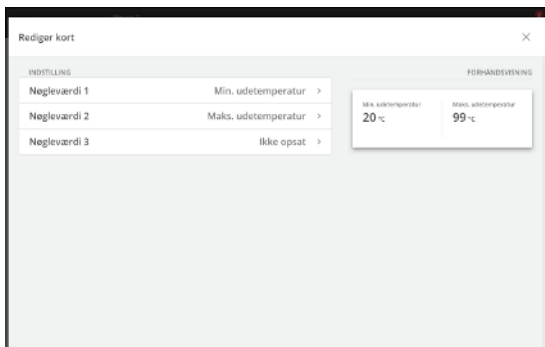 Rediger kort
INDSTILLING
Nøgleværdi 1 Min. udetemperatur
Nøgleværdi 2 Maks. udetemperatur
Nøgleværdi 3 Ikke opsat
FORHÅNDSVISNING
Min. udetemperatur Maks. udetemperatur
20 °C 99 °C